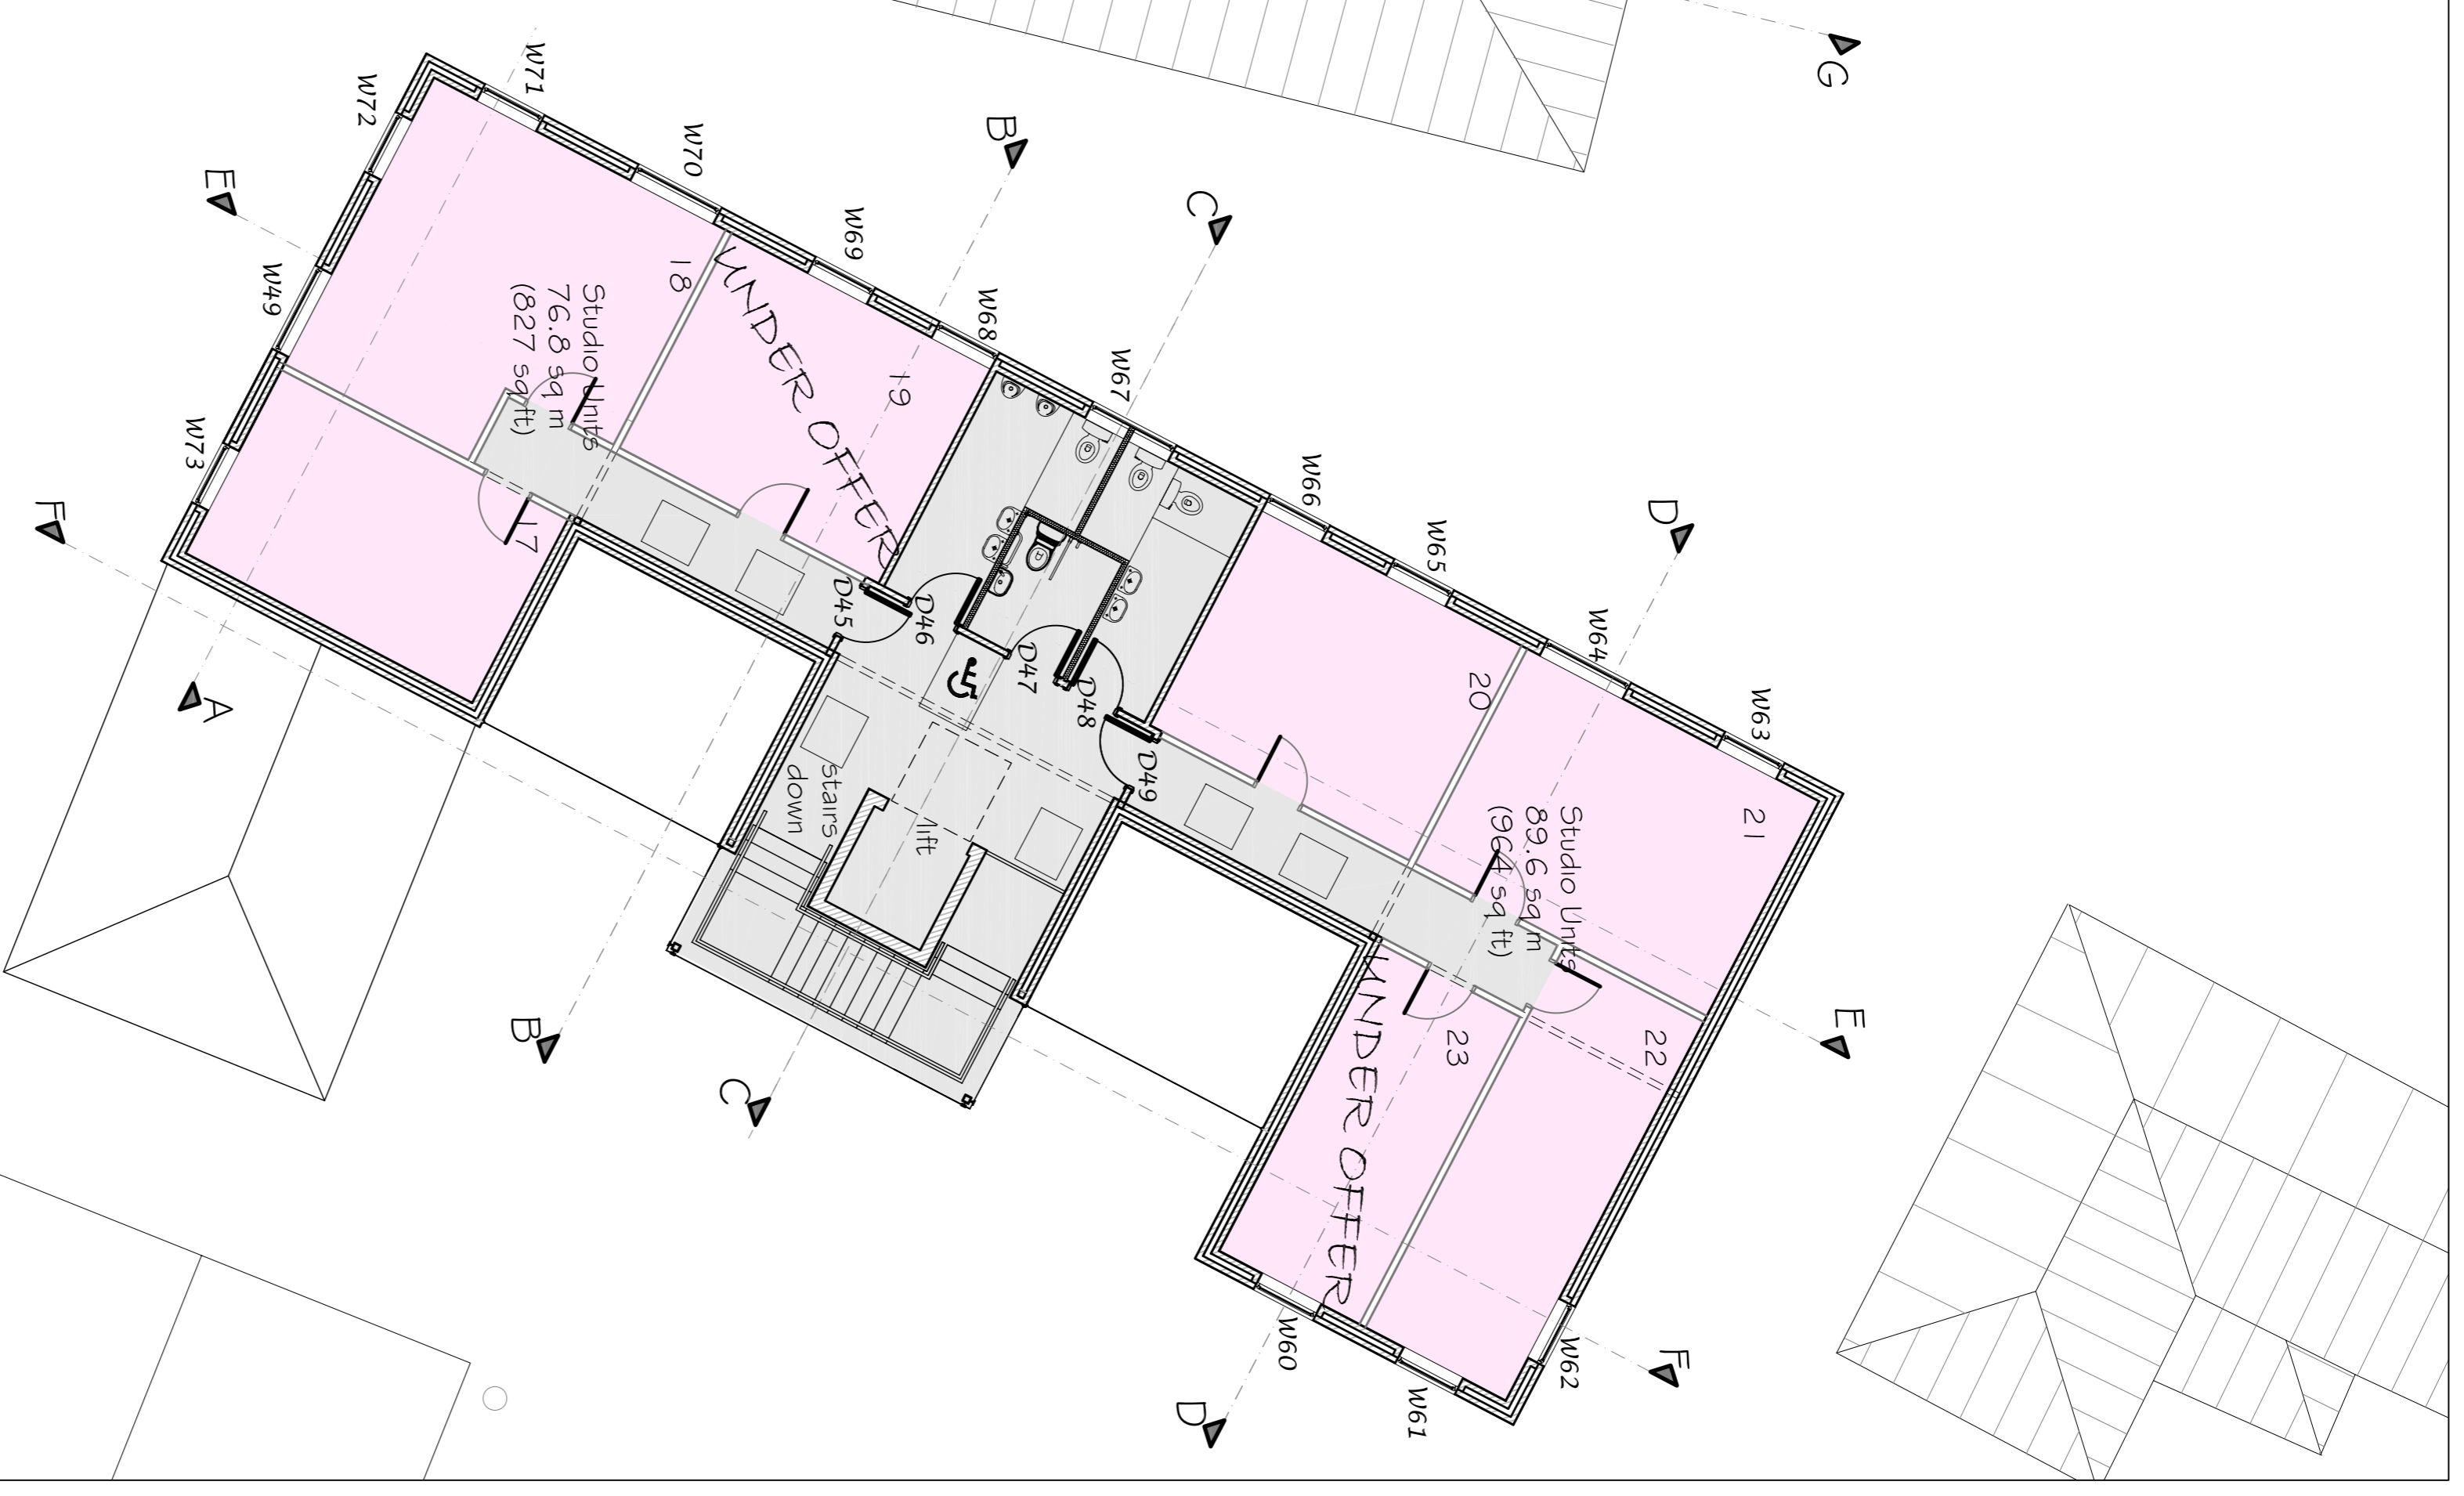 G
W71
W72
W70
B
E
C
W69
18
W49
Studio Units
76.8 sq m
(827 sq ft)
UNDER OFFER
W68
19
W67
W73
F
17
W66
D
W65
D45
D46
W64
D47
20
D48
W63
A
D49
stairs
down
lift
21
Studio Units
89.6 sq m
(964 sq ft)
UNDER OFFER
23
22
B
E
C
W60
W62
F
W61
D